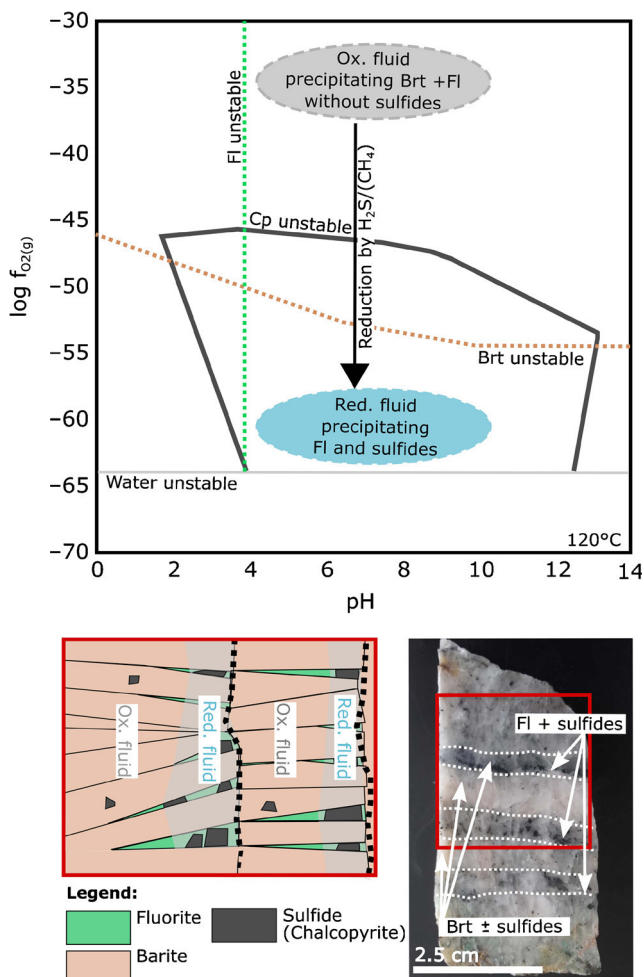 −30
−35
−40
−45
−50
−55
−60
−65
−70
log fO2(g)
Ox. fluid
precipitating Brt +Fl
without sulfides
Fl unstable
Reduction by H2S/(CH4)
Cp unstable
Brt unstable
Red. fluid
precipitating
Fl and sulfides
Water unstable
120°C
0 2 4 6 8 10 12 14
pH
Ox. fluid
Red. fluid
Ox. fluid
Red. fluid
Legend:
Fluorite
Sulfide
(Chalcopyrite)
Barite
Fl + sulfides
Brt ± sulfides
2.5 cm